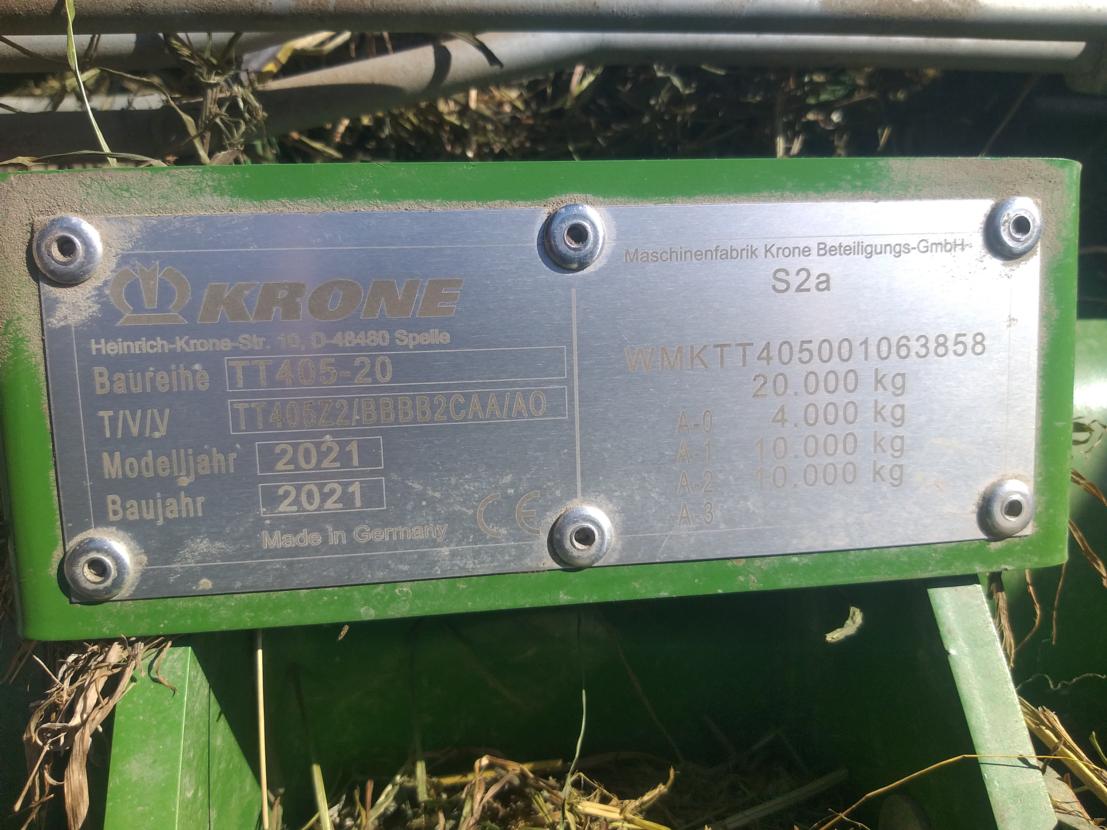 KRONE
Heinrich-Krone-Str. 10, D-48480 Spelle
Baureihe TT405-20
T/V/V TT405Z2/BBBB2CAA/AO
Modelljahr 2021
Baujahr 2021
Made in Germany CE
Maschinenfabrik Krone Beteiligungs-GmbH
S2a
WMKTT405001063858
20.000 kg
A-0 4.000 kg
A-1 10.000 kg
A-2 10.000 kg
A-3